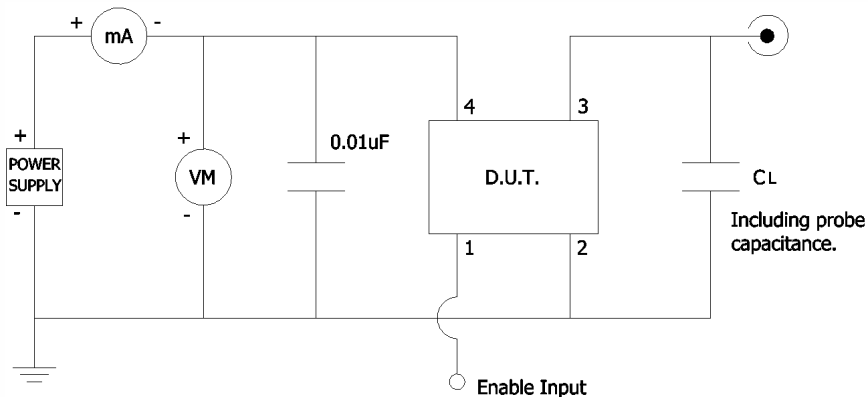 + mA -
4 3
+
POWER
SUPPLY
-
+
VM
-
0.01uF
D.U.T.
CL
Including probe
capacitance.
1 2
Enable Input